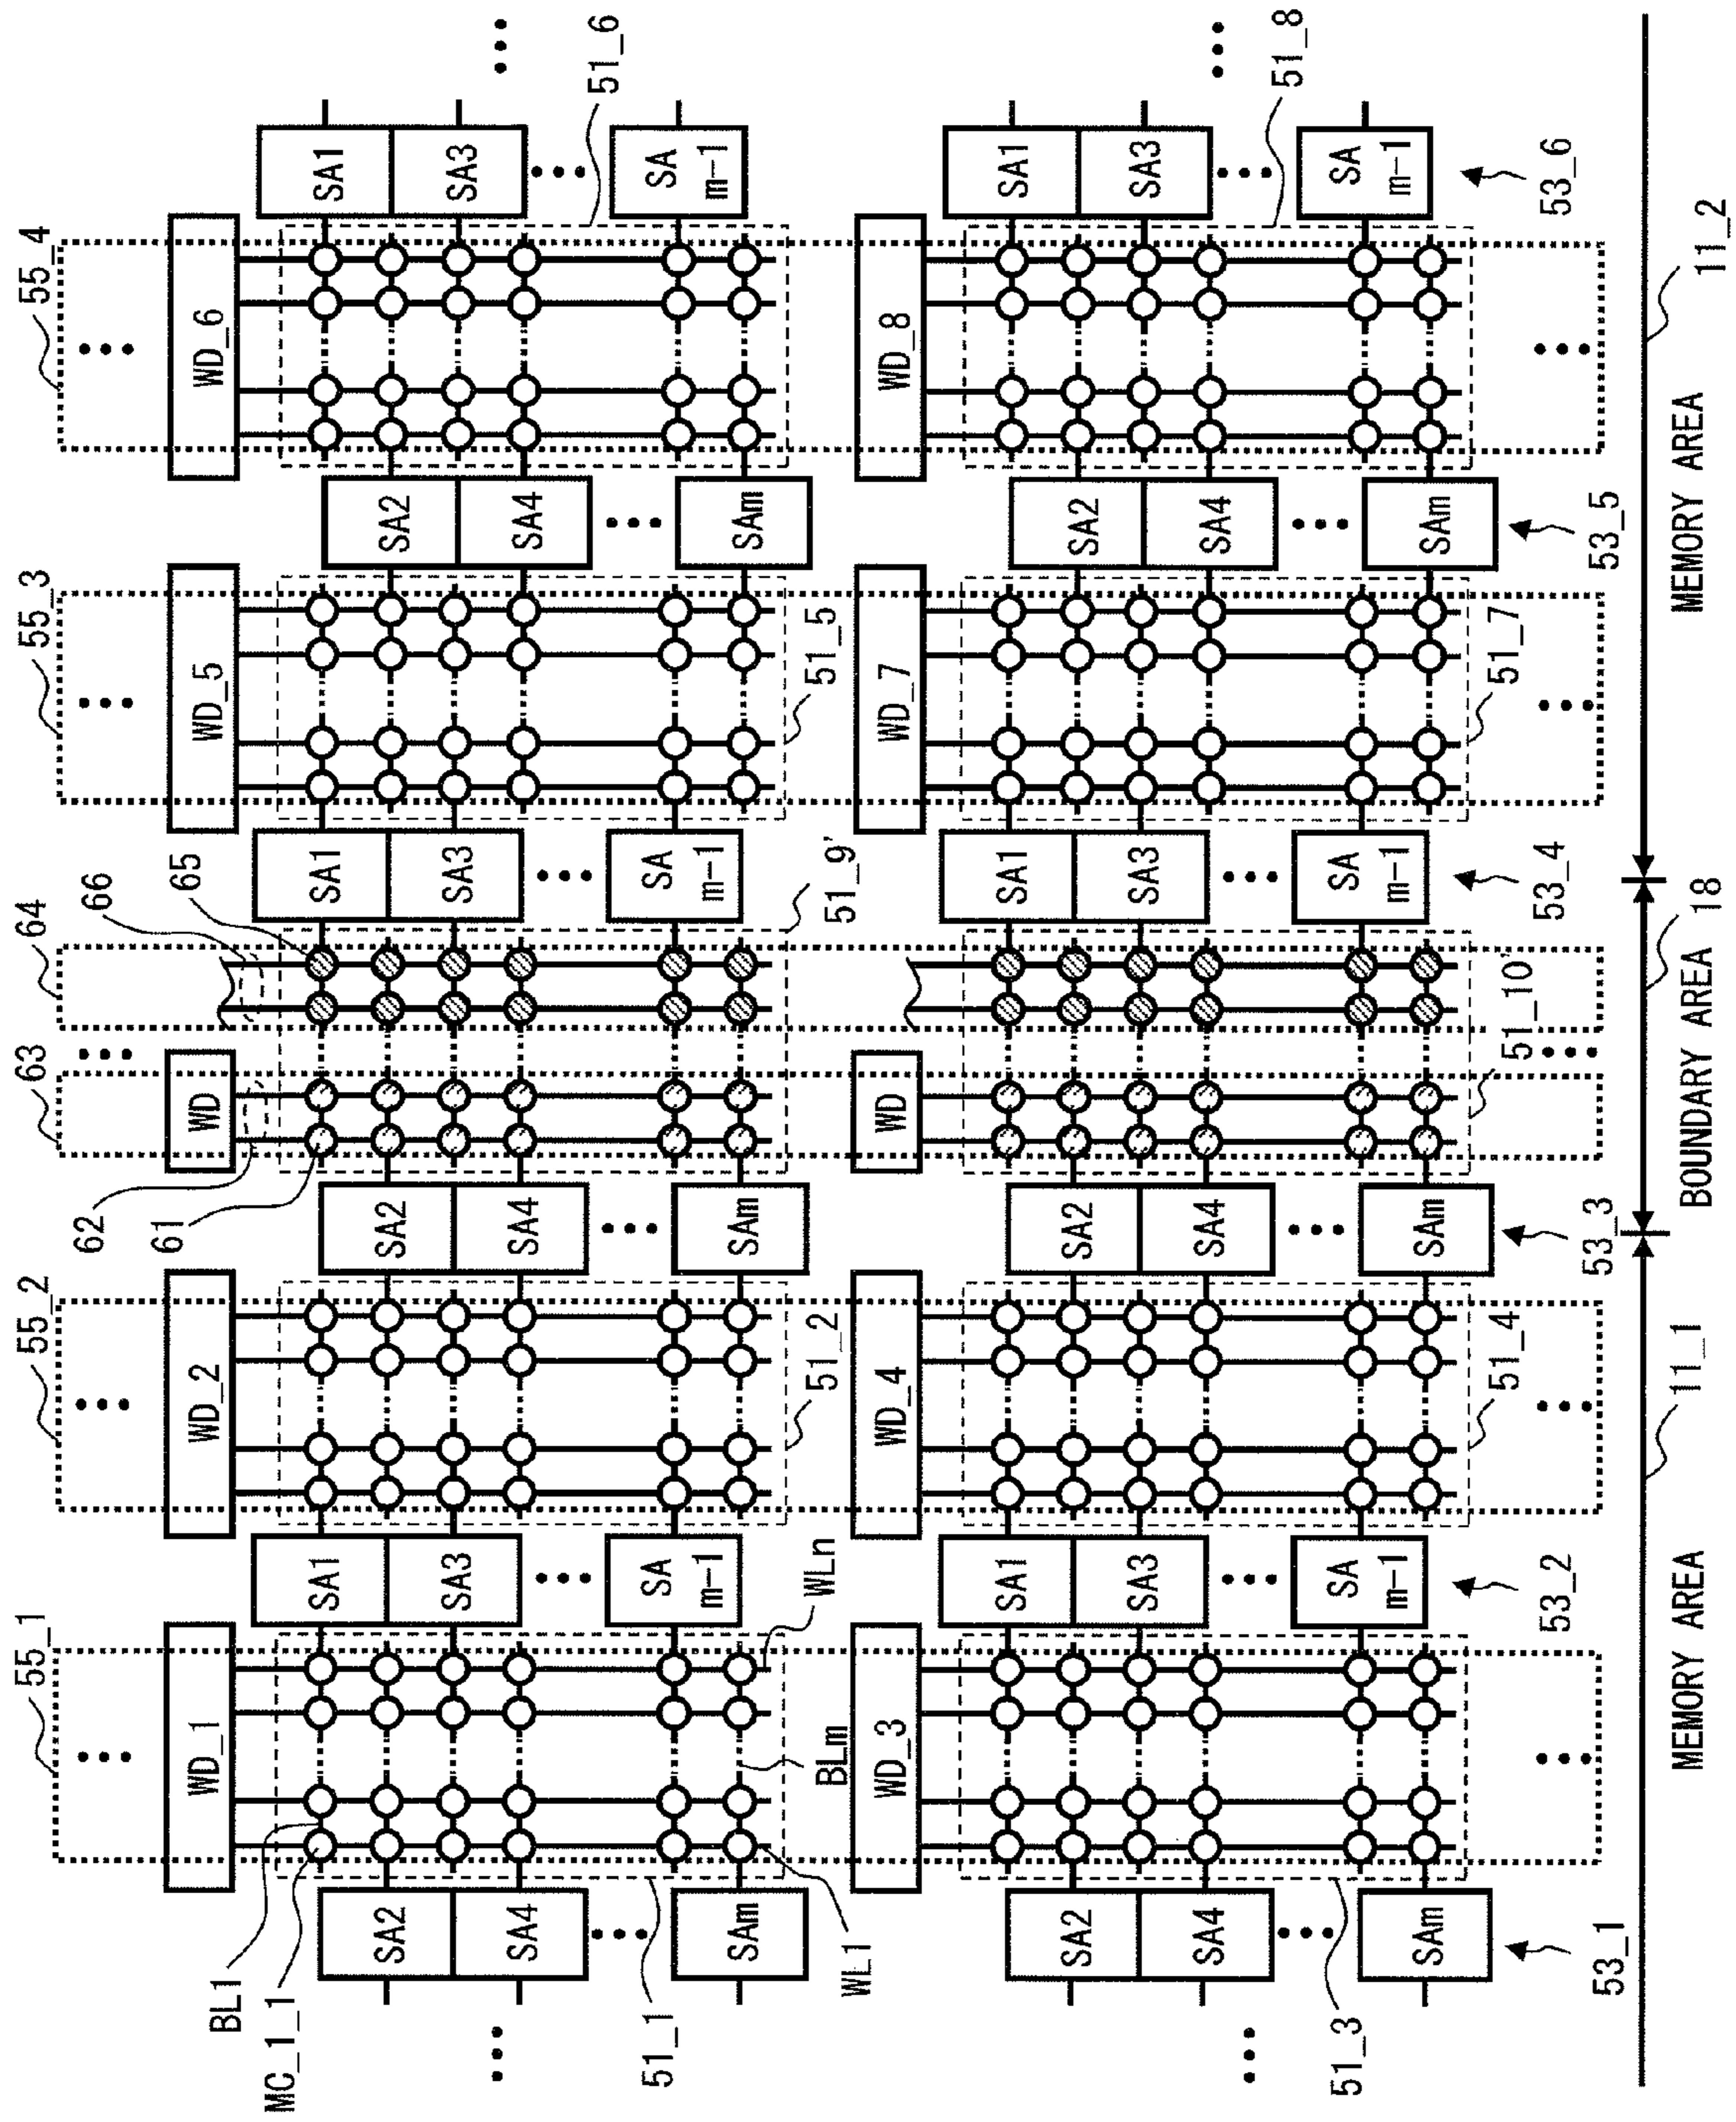 55_1
55_2
63
64
55_3
55_4
WD_1
WD_2
62
WD
66
WD_5
WD_6
BL1
MC_1_1
61
65
SA2
SA4
SAm
SA1
SA3
SA
m-1
SA2
SA4
SAm
SA1
SA3
SA
m-1
SA2
SA4
SAm
SA1
SA3
SA
m-1
51_1
WL1
BLm
WLn
51_2
51_9'
51_5
51_6
WD_3
WD_4
WD
WD_7
WD_8
SA2
SA4
SAm
SA1
SA3
SA
m-1
SA2
SA4
SAm
SA1
SA3
SA
m-1
SA2
SA4
SAm
SA1
SA3
SA
m-1
51_3
51_4
51_10'
51_7
51_8
53_1
53_2
53_3
53_4
53_5
53_6
MEMORY AREA
11_1
BOUNDARY AREA
18
MEMORY AREA
11_2